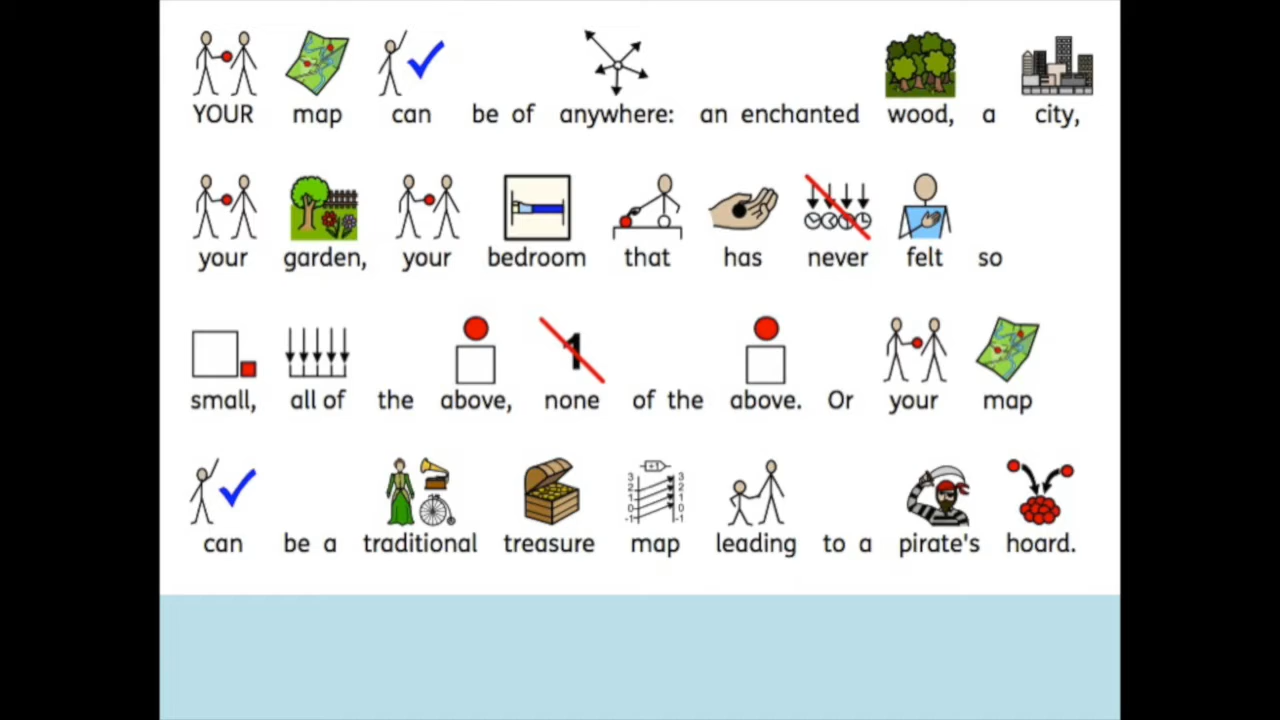 YOUR map can be of anywhere: an enchanted wood, a city,
your garden, your bedroom that has never felt so
small, all of the above, none of the above. Or your map
can be a traditional treasure map leading to a pirate's hoard.